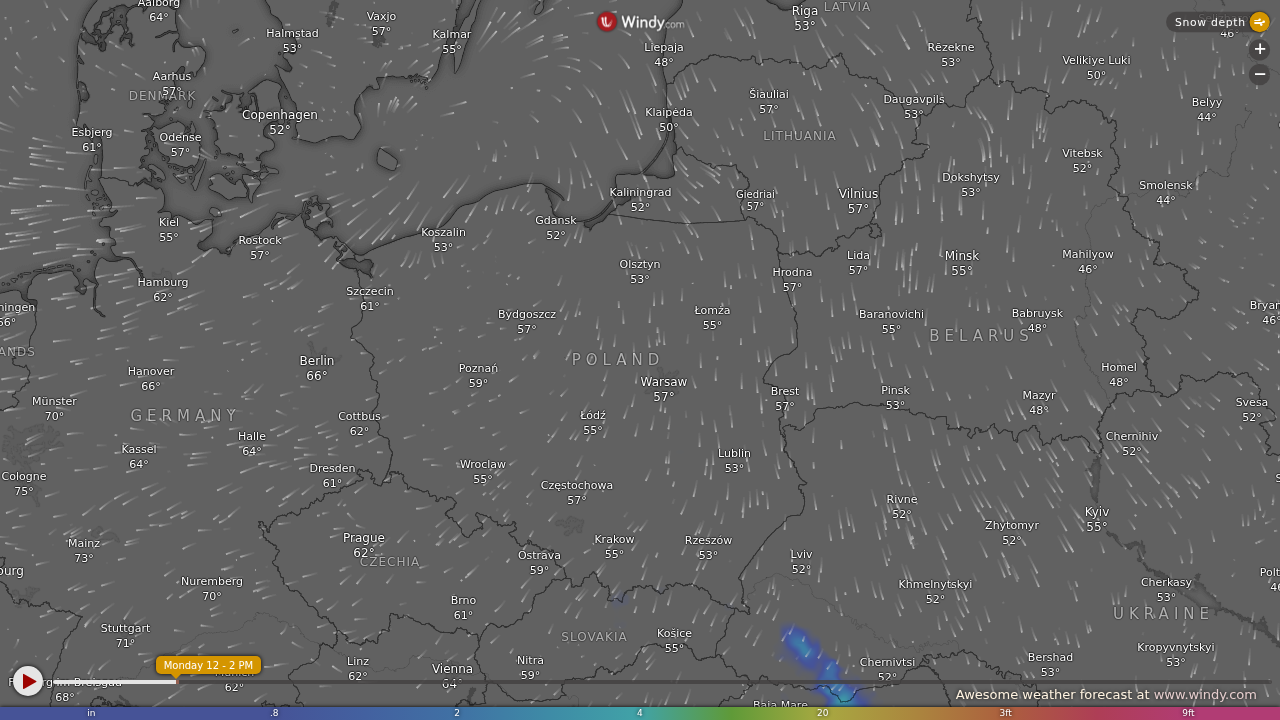 Aalborg
64°
Vaxjo
57°
Halmstad
53°
Kalmar
55°
Windy.com
Riga
53°
LATVIA
Snow depth
46°
Liepaja
48°
Rēzekne
53°
Velikiye Luki
50°
+
−
Aarhus
57°
DENMARK
Šiauliai
57°
Daugavpils
53°
Belyy
44°
Copenhagen
52°
Klaipėda
50°
Esbjerg
61°
Odense
57°
LITHUANIA
Vitebsk
52°
Dokshytsy
53°
Smolensk
44°
Kaliningrad
52°
Giedriai
57°
Vilnius
57°
Kiel
55°
Rostock
57°
Koszalin
53°
Gdansk
52°
Olsztyn
53°
Hrodna
57°
Lida
57°
Minsk
55°
Mahilyow
46°
Hamburg
62°
Szczecin
61°
Bydgoszcz
57°
Łomża
55°
Baranovichi
55°
Babruysk
48°
BELARUS
POLAND
Hanover
66°
Berlin
66°
Poznań
59°
Warsaw
57°
Brest
57°
Pinsk
53°
Homel
48°
Mazyr
48°
Svesa
52°
Münster
70°
GERMANY
Cottbus
62°
Łódź
55°
Kassel
64°
Halle
64°
Chernihiv
52°
Cologne
75°
Dresden
61°
Wroclaw
55°
Lublin
53°
Częstochowa
57°
Rivne
52°
Kyiv
55°
Zhytomyr
52°
Mainz
73°
Prague
62°
CZECHIA
Ostrava
59°
Krakow
55°
Rzeszów
53°
Lviv
52°
Nuremberg
70°
Brno
61°
Khmelnytskyi
52°
Cherkasy
53°
UKRAINE
Stuttgart
71°
SLOVAKIA
Košice
55°
Monday 12 - 2 PM
Linz
62°
Vienna
64°
Nitra
59°
Chernivtsi
52°
Bershad
53°
Kropyvnytskyi
53°
68°
62°
Baia Mare
Awesome weather forecast at www.windy.com
in .8 2 4 20 3ft 9ft